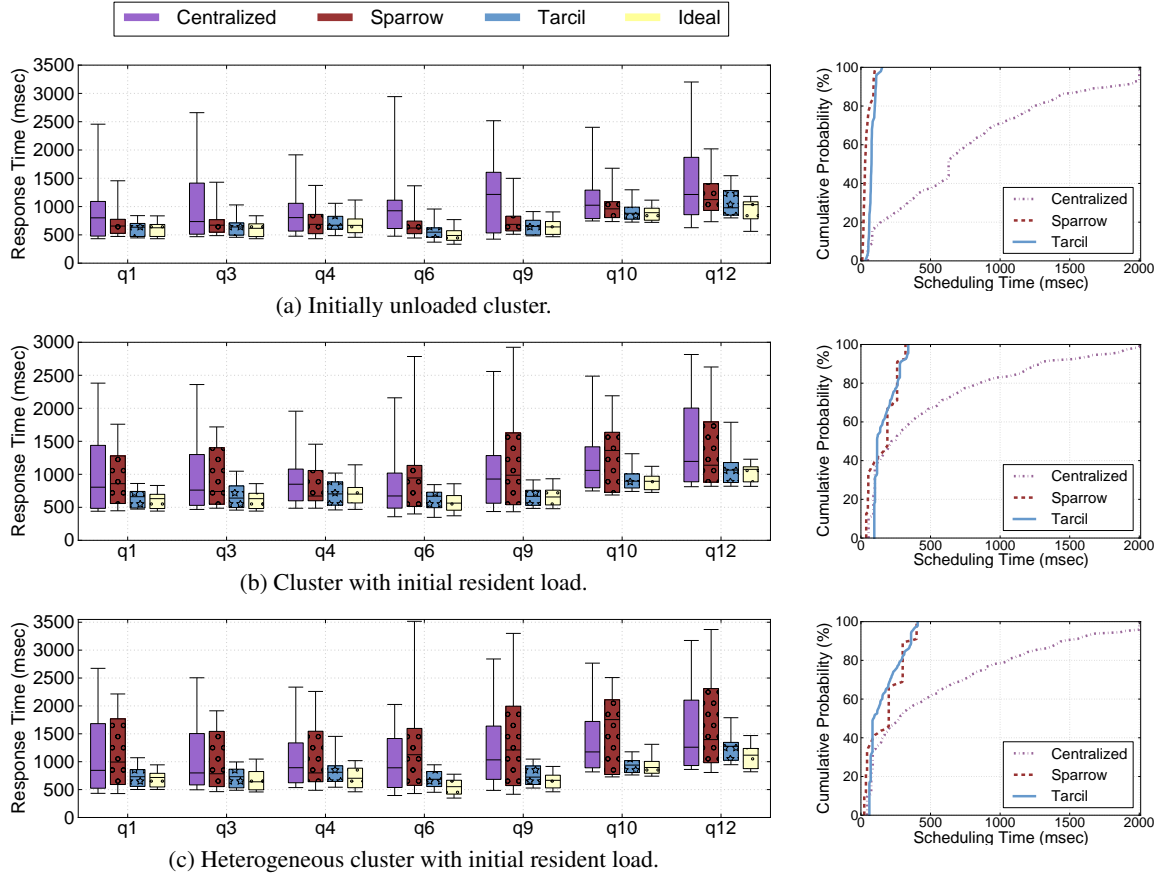 Centralized Sparrow Tarcil Ideal
Response Time (msec)
3500
3000
2500
2000
1500
1000
500
0
q1 q3 q4 q6 q9 q10 q12
(a) Initially unloaded cluster.
Cumulative Probability (%)
100
80
60
40
20
0
Centralized
Sparrow
Tarcil
0 500 1000 1500 2000
Scheduling Time (msec)
Response Time (msec)
3000
2500
2000
1500
1000
500
0
q1 q3 q4 q6 q9 q10 q12
(b) Cluster with initial resident load.
Cumulative Probability (%)
100
80
60
40
20
0
Centralized
Sparrow
Tarcil
0 500 1000 1500 2000
Scheduling Time (msec)
Response Time (msec)
3500
3000
2500
2000
1500
1000
500
0
q1 q3 q4 q6 q9 q10 q12
(c) Heterogeneous cluster with initial resident load.
Cumulative Probability (%)
100
80
60
40
20
0
Centralized
Sparrow
Tarcil
0 500 1000 1500 2000
Scheduling Time (msec)